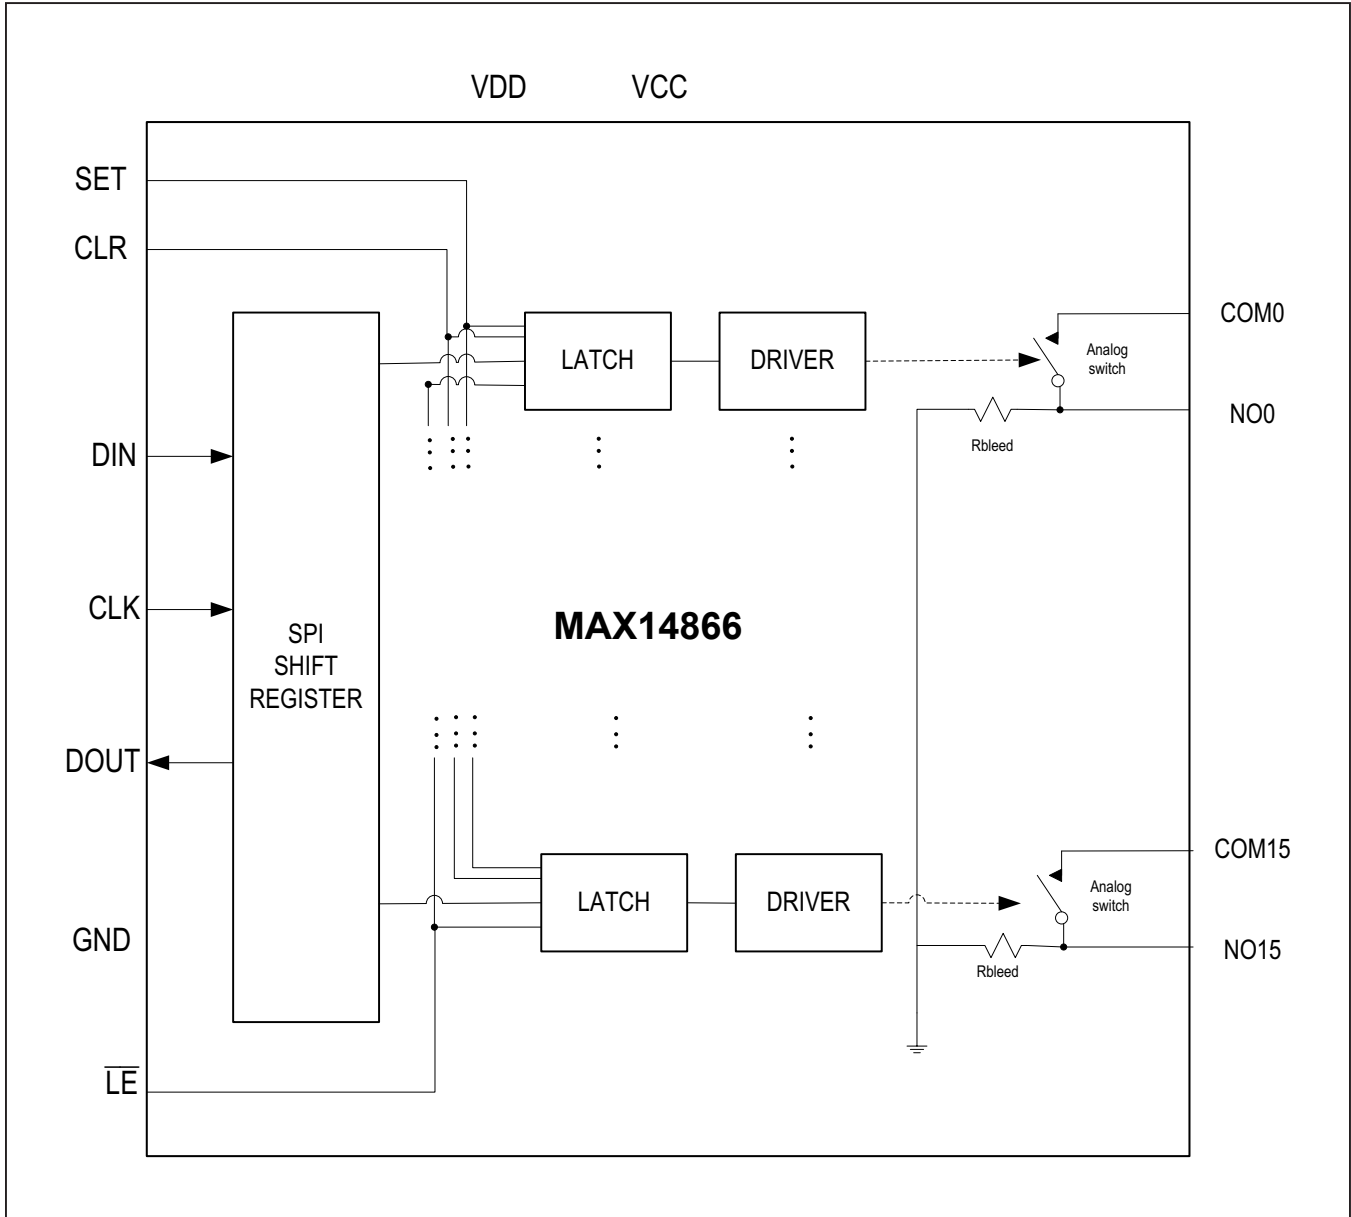 VDD VCC
SET
CLR
COM0
LATCH DRIVER
Analog
switch
NO0
Rbleed
DIN
CLK
MAX14866
SPI
SHIFT
REGISTER
DOUT
COM15
LATCH DRIVER
Analog
switch
GND
NO15
Rbleed
L̅E̅